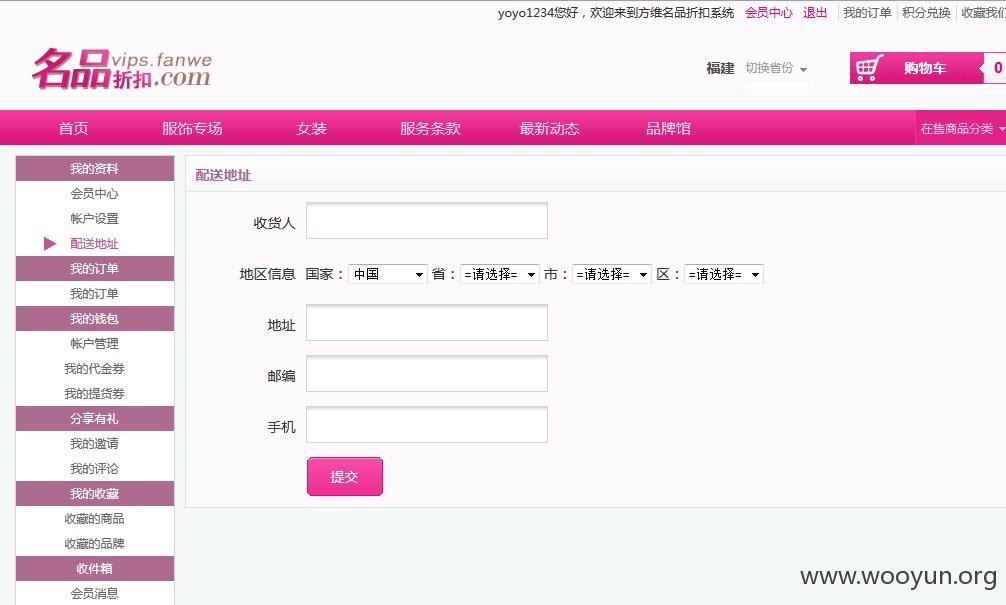 yoyo1234您好，欢迎来到方维名品折扣系统 会员中心 退出 我的订单 积分兑换 收藏我们
名品折扣 vips.fanwe .com
福建 切换省份 购物车 0
首页 服饰专场 女装 服务条款 最新动态 品牌馆 在售商品分类
我的资料
会员中心
帐户设置
配送地址
我的订单
我的订单
我的钱包
帐户管理
我的代金券
我的提货券
分享有礼
我的邀请
我的评论
我的收藏
收藏的商品
收藏的品牌
收件箱
会员消息
配送地址
收货人
地区信息 国家： 中国 省： =请选择= 市： =请选择= 区： =请选择=
地址
邮编
手机
提交
www.wooyun.org